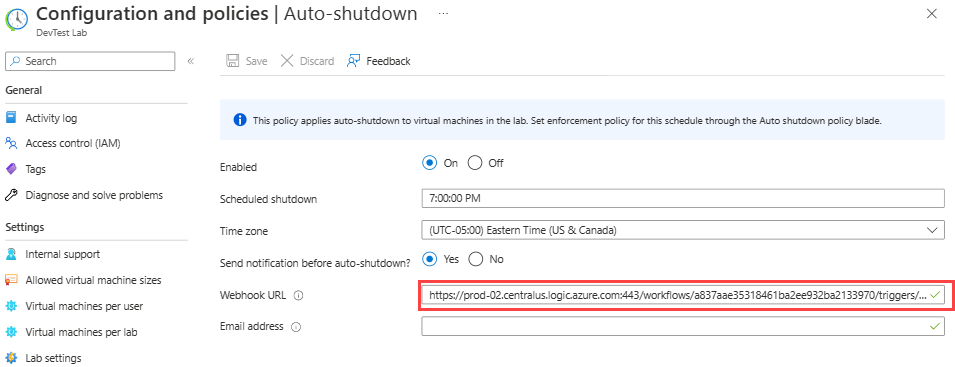 Configuration and policies | Auto-shutdown ...
DevTest Lab
Search
«
Save
Discard
Feedback
General
Activity log
Access control (IAM)
Tags
Diagnose and solve problems
Settings
Internal support
Allowed virtual machine sizes
Virtual machines per user
Virtual machines per lab
Lab settings
This policy applies auto-shutdown to virtual machines in the lab. Set enforcement policy for this schedule through the Auto shutdown policy blade.
Enabled
On
Off
Scheduled shutdown
7:00:00 PM
Time zone
(UTC-05:00) Eastern Time (US & Canada)
Send notification before auto-shutdown?
Yes
No
Webhook URL
https://prod-02.centralus.logic.azure.com:443/workflows/a837aae35318461ba2ee932ba2133970/triggers/...
Email address